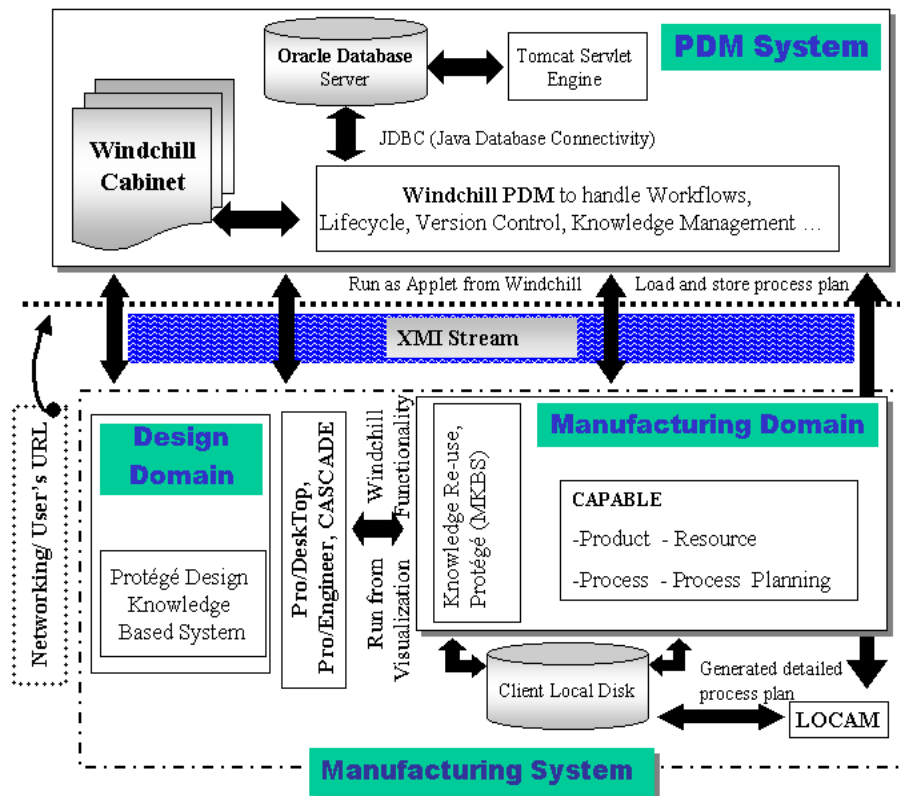 PDM System
Oracle Database
Server
Tomcat Servlet
Engine
JDBC (Java Database Connectivity)
Windchill
Cabinet
Windchill PDM to handle Workflows,
Lifecycle, Version Control, Knowledge Management ...
Run as Applet from Windchill
Load and store process plan
XMI Stream
Networking/ User's URL
Design
Domain
Protégé Design
Knowledge
Based System
Pro/DeskTop,
Pro/Engineer, CASCADE
Windchill
Functionality
Run from
Visualization
Knowledge Re-use,
Protégé (MKBS)
Manufacturing Domain
CAPABLE
-Product - Resource
-Process - Process Planning
Client Local Disk
Generated detailed
process plan
LOCAM
Manufacturing System